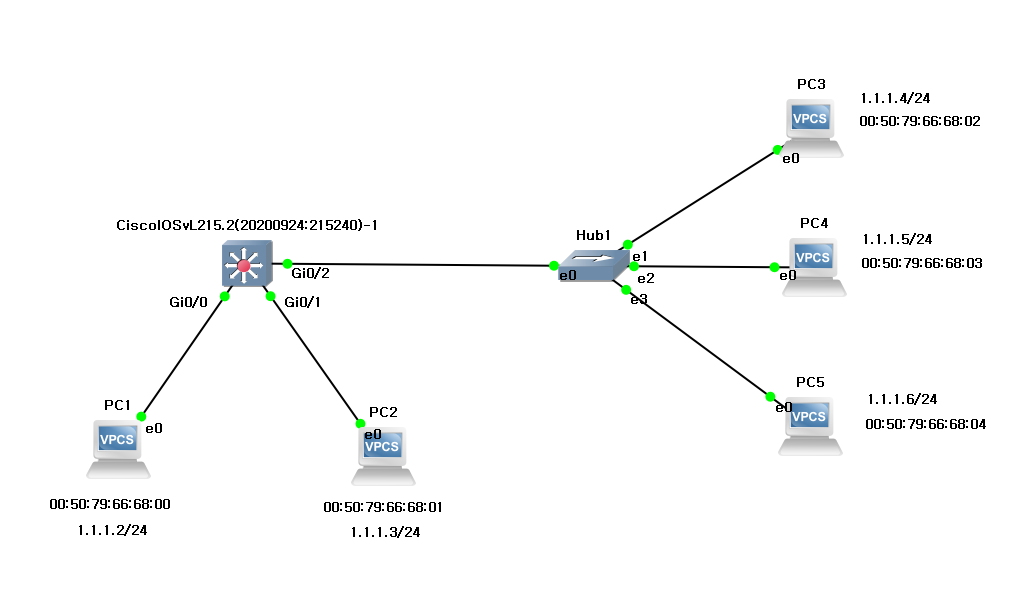 PC3
1.1.1.4/24
VPCS
00:50:79:66:68:02
e0
CiscoIOSvL215.2(20200924:215240)-1
Hub1
PC4
1.1.1.5/24
e1
VPCS
00:50:79:66:68:03
Gi0/2
e0
e2
e0
Gi0/0
Gi0/1
e3
PC5
1.1.1.6/24
e0
VPCS
00:50:79:66:68:04
PC1
e0
VPCS
PC2
e0
VPCS
00:50:79:66:68:00
1.1.1.2/24
00:50:79:66:68:01
1.1.1.3/24